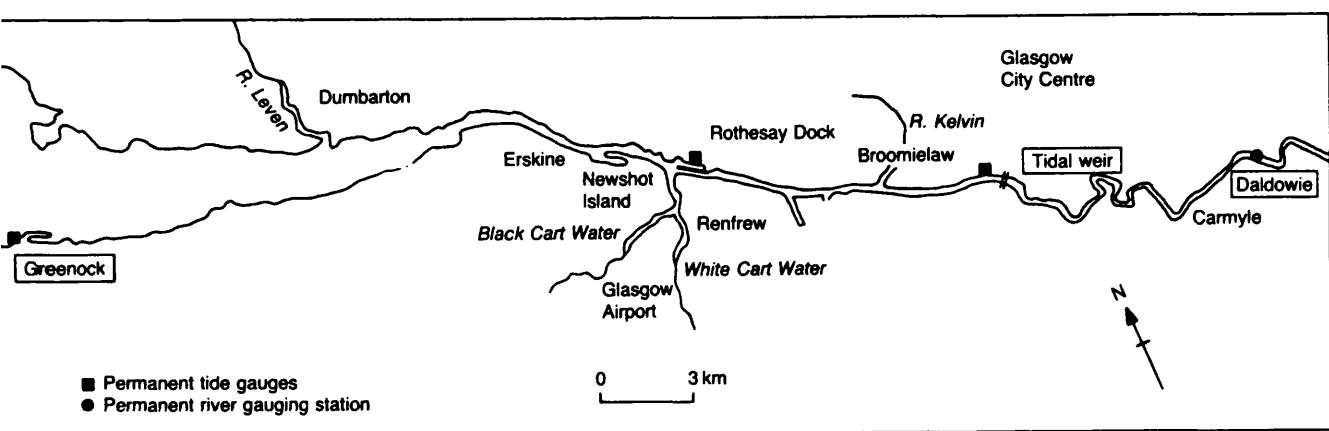 Glasgow
City Centre
R. Leven
Dumbarton
R. Kelvin
Rothesay Dock
Broomielaw
Tidal weir
Erskine
Newshot
Island
Daldowie
Renfrew
Carmyle
Black Cart Water
Greenock
White Cart Water
Glasgow
Airport
N
0 3 km
Permanent tide gauges
Permanent river gauging station